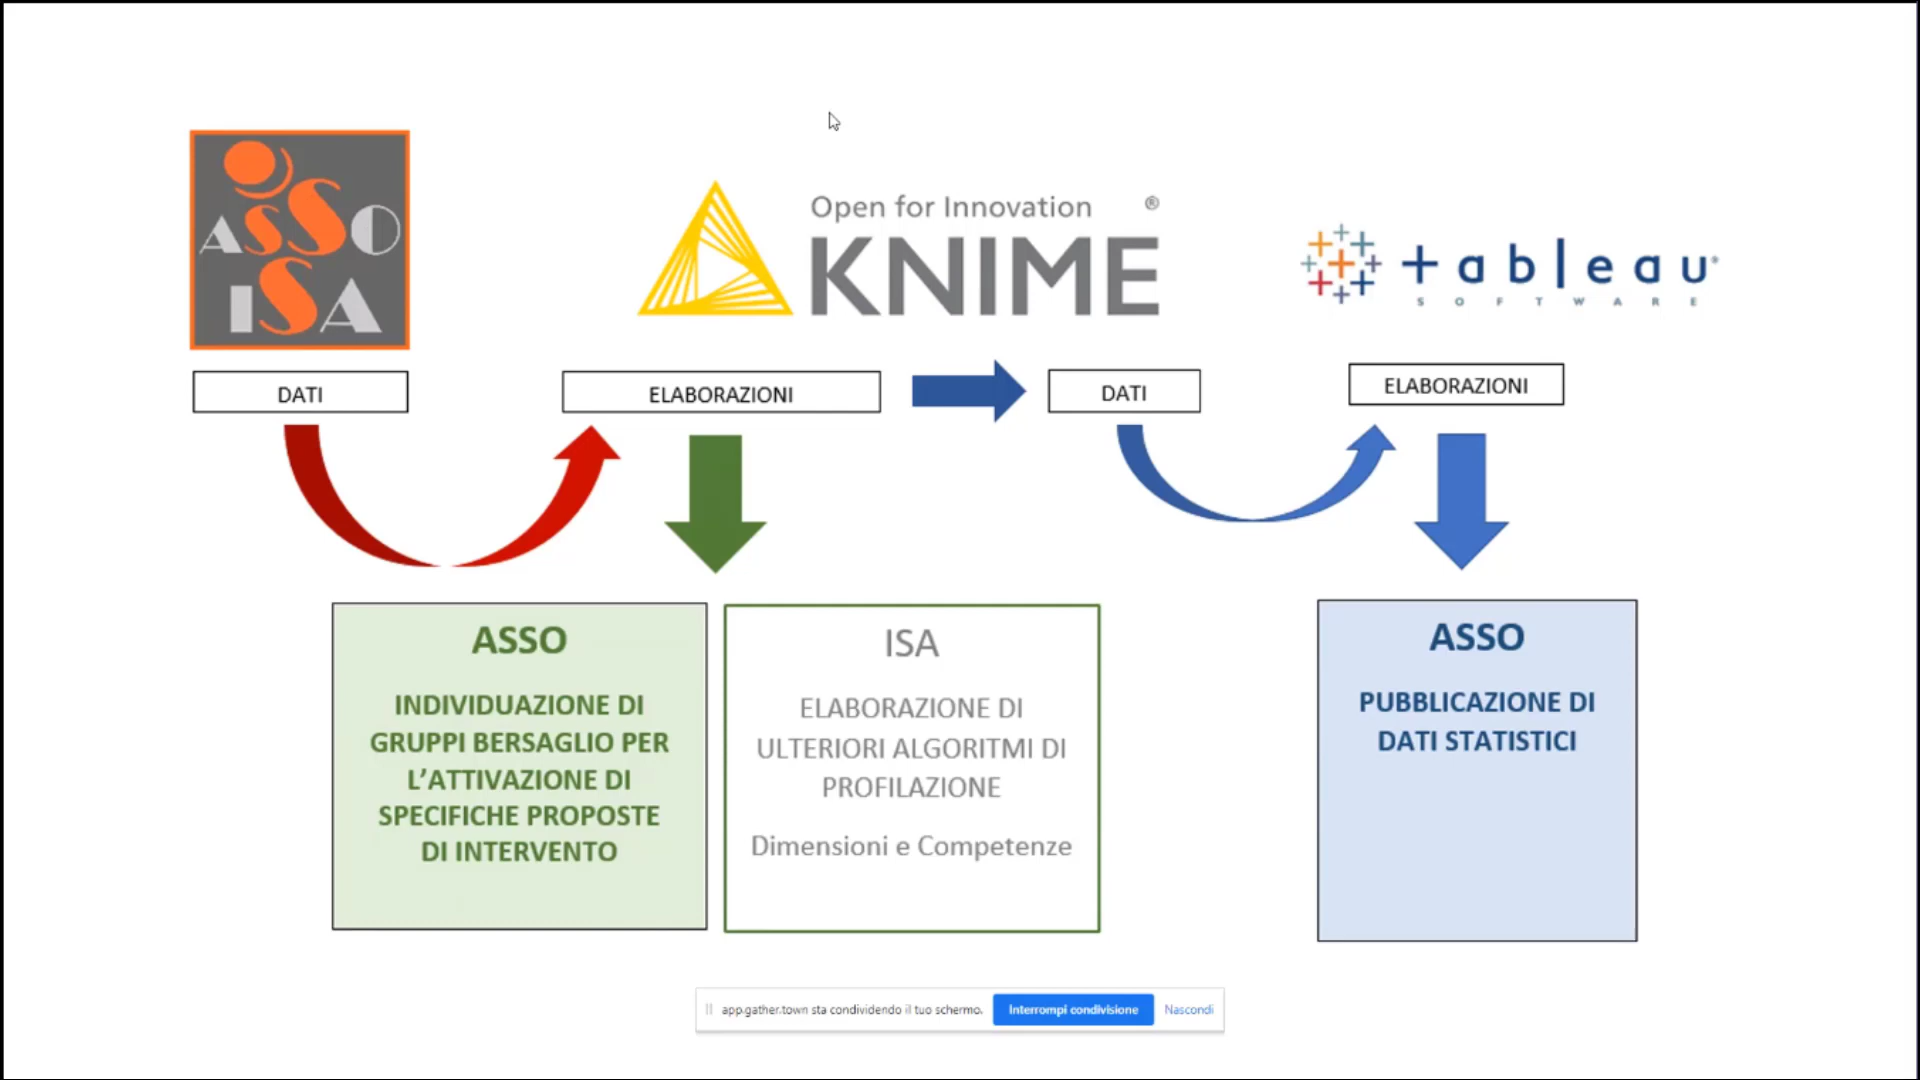 ASSO
ISA
Open for Innovation ®
KNIME
+ableau®
SOFTWARE
DATI
ELABORAZIONI
DATI
ELABORAZIONI
ASSO
INDIVIDUAZIONE DI
GRUPPI BERSAGLIO PER
L'ATTIVAZIONE DI
SPECIFICHE PROPOSTE
DI INTERVENTO
ISA
ELABORAZIONE DI
ULTERIORI ALGORITMI DI
PROFILAZIONE
Dimensioni e Competenze
ASSO
PUBBLICAZIONE DI
DATI STATISTICI
app.gather.town sta condividendo il tuo schermo. Interrompi condivisione Nascondi